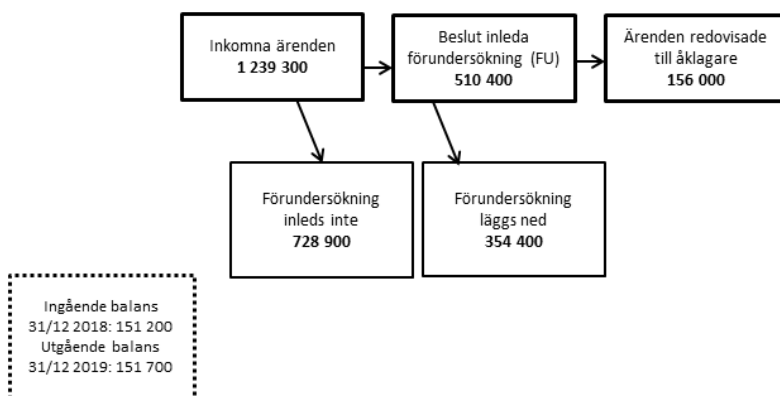 Inkomna ärenden
1 239 300
Beslut inleda
förundersökning (FU)
510 400
Ärenden redovisade
till åklagare
156 000
Förundersökning
inleds inte
728 900
Förundersökning
läggs ned
354 400
Ingående balans
31/12 2018: 151 200
Utgående balans
31/12 2019: 151 700